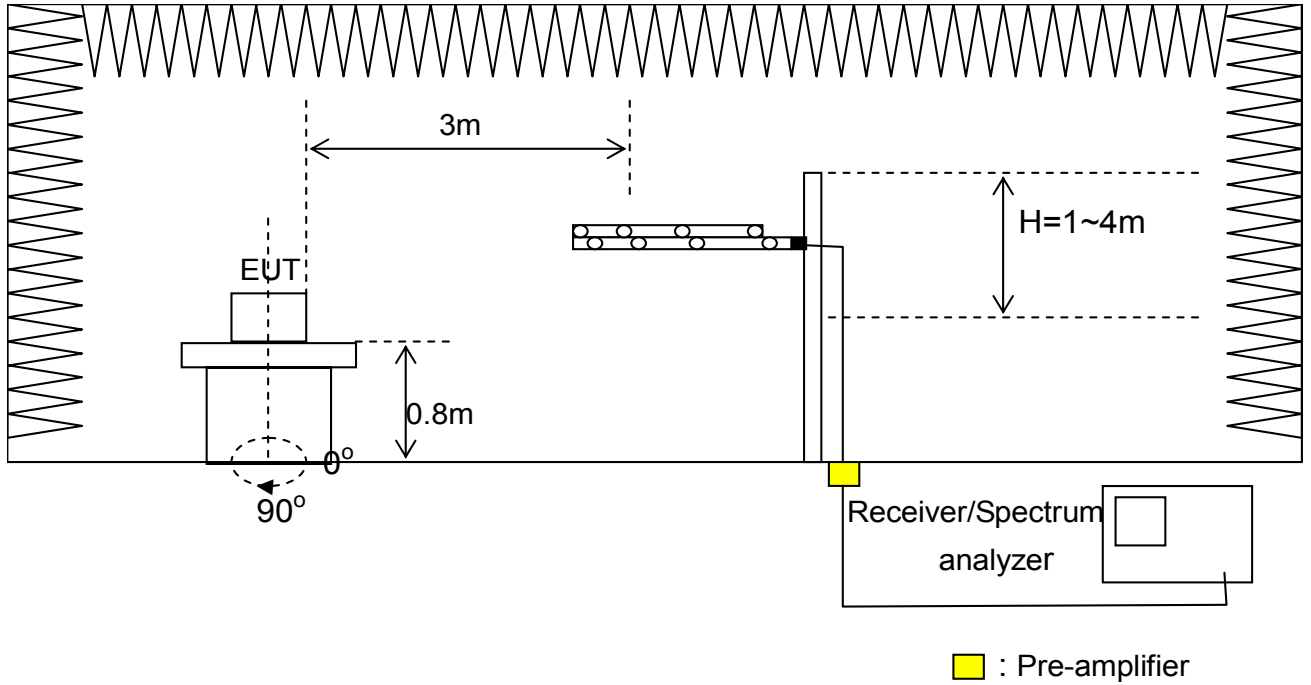 3m
H=1~4m
EUT
0.8m
0°
90°
Receiver/Spectrum
analyzer
: Pre-amplifier